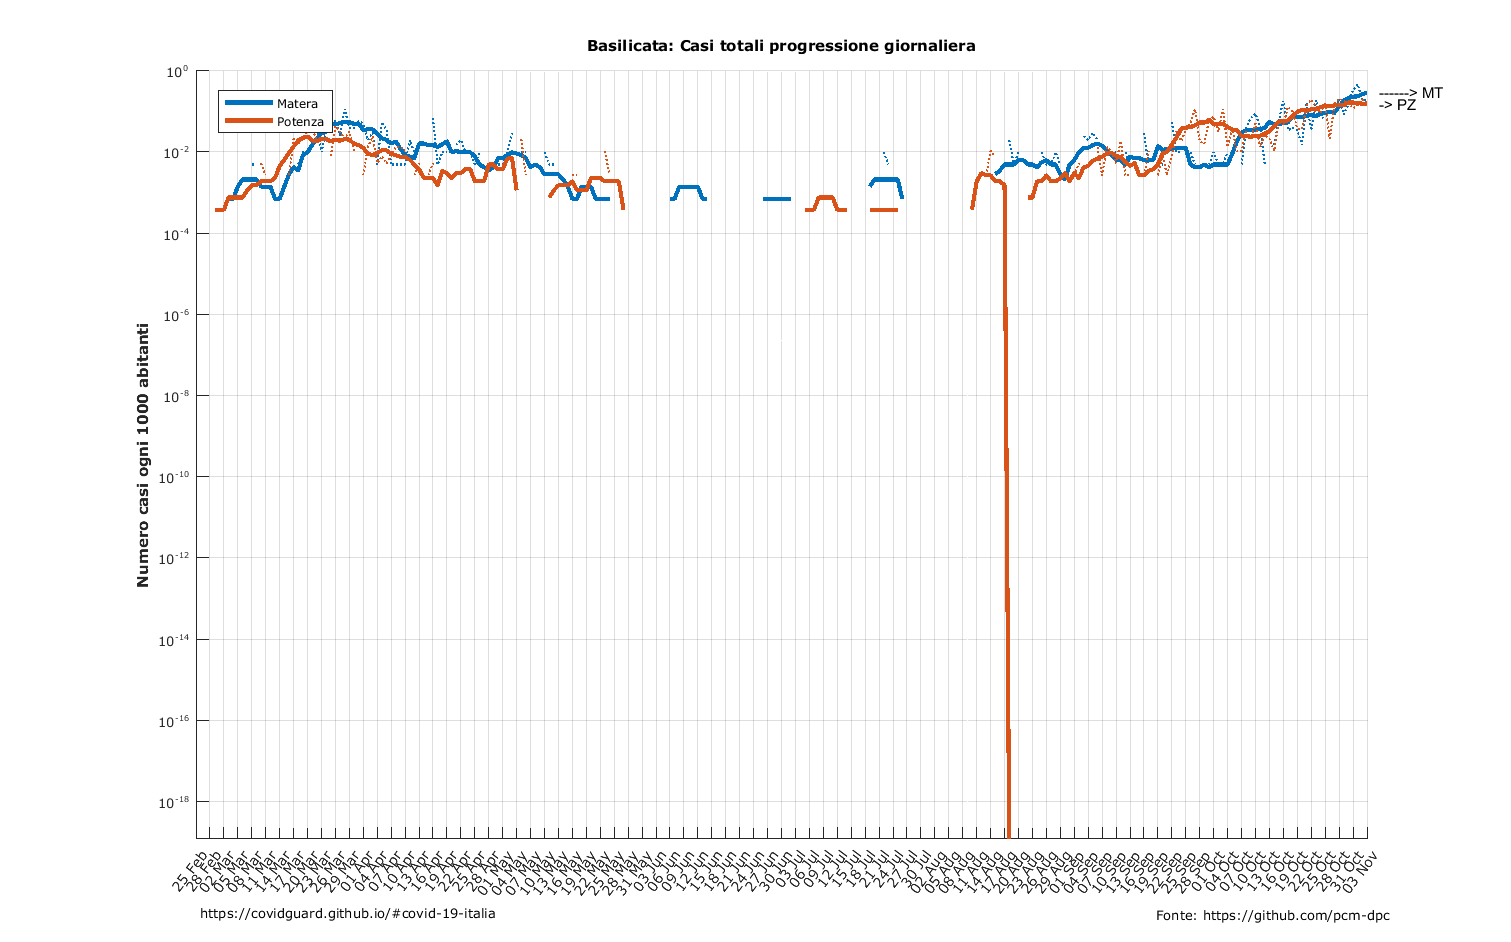 Basilicata: Casi totali progressione giornaliera
10^0
10^-2
10^-4
10^-6
10^-8
10^-10
10^-12
10^-14
10^-16
10^-18
Numero casi ogni 1000 abitanti
Matera
Potenza
------> MT
-> PZ
25 Feb
28 Feb
02 Mar
05 Mar
08 Mar
11 Mar
14 Mar
17 Mar
20 Mar
23 Mar
26 Mar
29 Mar
01 Apr
04 Apr
07 Apr
10 Apr
13 Apr
16 Apr
19 Apr
22 Apr
25 Apr
28 Apr
01 May
04 May
07 May
10 May
13 May
16 May
19 May
22 May
25 May
28 May
31 May
03 Jun
06 Jun
09 Jun
12 Jun
15 Jun
18 Jun
21 Jun
24 Jun
27 Jun
30 Jun
03 Jul
06 Jul
09 Jul
12 Jul
15 Jul
18 Jul
21 Jul
24 Jul
27 Jul
30 Jul
02 Aug
05 Aug
08 Aug
11 Aug
14 Aug
17 Aug
20 Aug
23 Aug
26 Aug
29 Aug
01 Sep
04 Sep
07 Sep
10 Sep
13 Sep
16 Sep
19 Sep
22 Sep
25 Sep
28 Sep
01 Oct
04 Oct
07 Oct
10 Oct
13 Oct
16 Oct
19 Oct
22 Oct
25 Oct
28 Oct
31 Oct
03 Nov
https://covidguard.github.io/#covid-19-italia
Fonte: https://github.com/pcm-dpc